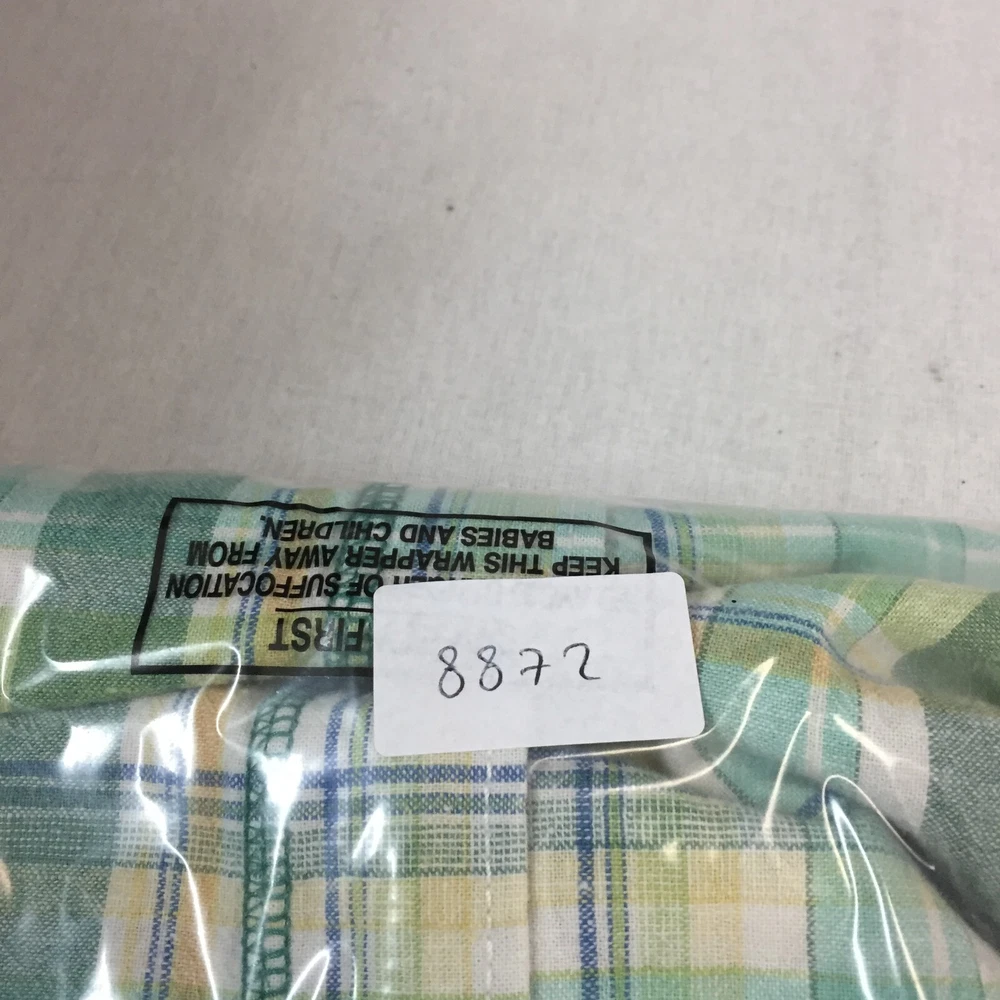 FIRST
OF SUFFOCATION
KEEP THIS WRAPPER AWAY FROM
BABIES AND CHILDREN.
8872